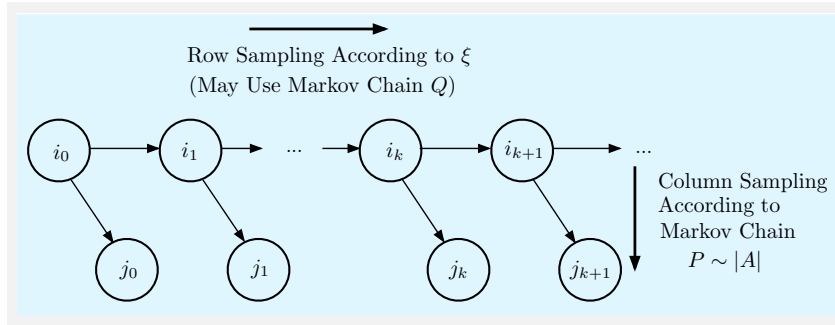 Row Sampling According to ξ
(May Use Markov Chain Q)
i₀ i₁ ... iₖ iₖ₊₁ ...
j₀ j₁ jₖ jₖ₊₁
Column Sampling
According to
Markov Chain
P ∼ |A|